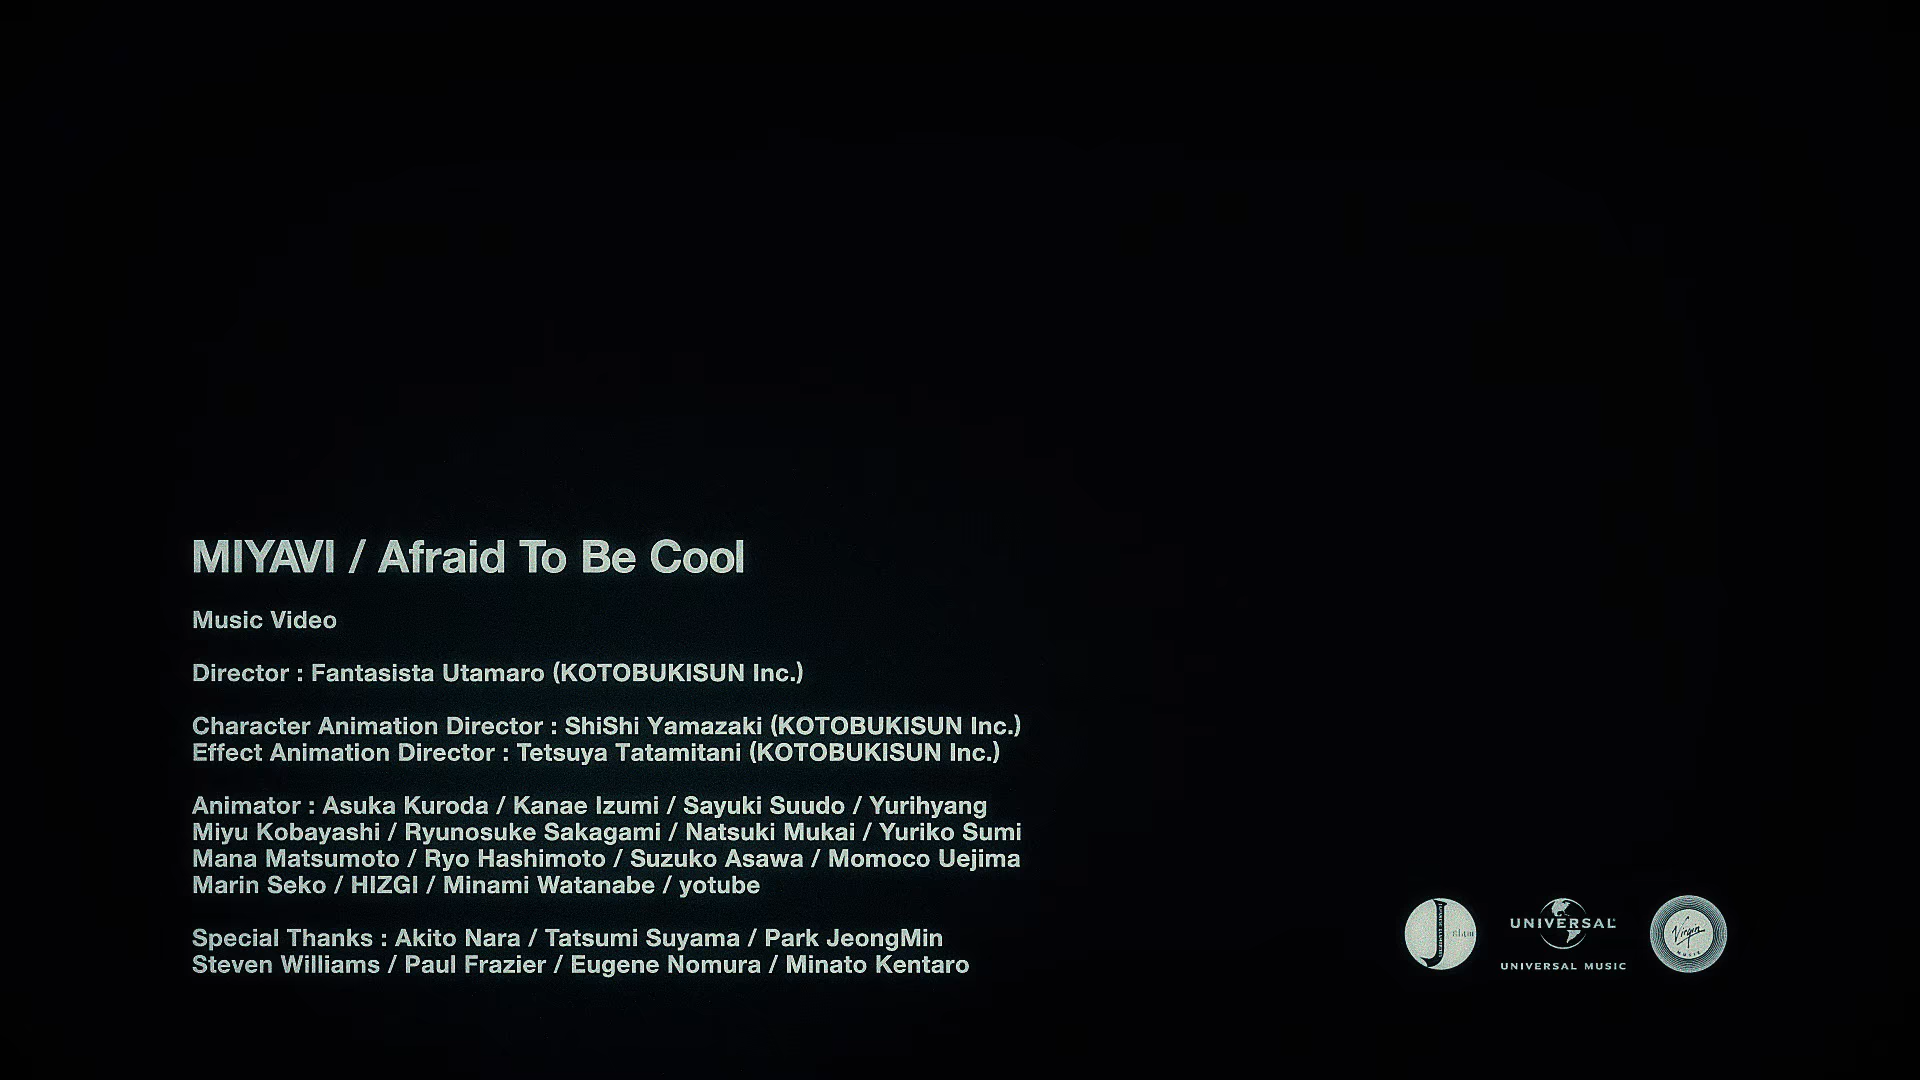 MIYAVI / Afraid To Be Cool
Music Video
Director : Fantasista Utamaro (KOTOBUKISUN Inc.)
Character Animation Director : ShiShi Yamazaki (KOTOBUKISUN Inc.)
Effect Animation Director : Tetsuya Tatamitani (KOTOBUKISUN Inc.)
Animator : Asuka Kuroda / Kanae Izumi / Sayuki Suudo / Yurihyang
Miyu Kobayashi / Ryunosuke Sakagami / Natsuki Mukai / Yuriko Sumi
Mana Matsumoto / Ryo Hashimoto / Suzuko Asawa / Momoco Uejima
Marin Seko / HIZGI / Minami Watanabe / yotube
Special Thanks : Akito Nara / Tatsumi Suyama / Park JeongMin
Steven Williams / Paul Frazier / Eugene Nomura / Minato Kentaro
J
UNIVERSAL
UNIVERSAL MUSIC
Virgin
MUSIC